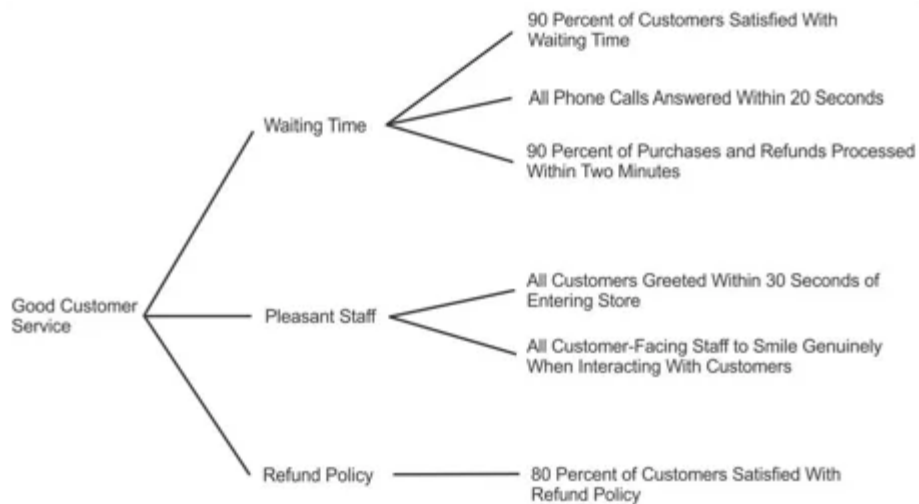 90 Percent of Customers Satisfied With
Waiting Time
All Phone Calls Answered Within 20 Seconds
Waiting Time
90 Percent of Purchases and Refunds Processed
Within Two Minutes
All Customers Greeted Within 30 Seconds of
Entering Store
Good Customer
Service
Pleasant Staff
All Customer-Facing Staff to Smile Genuinely
When Interacting With Customers
Refund Policy
80 Percent of Customers Satisfied With
Refund Policy